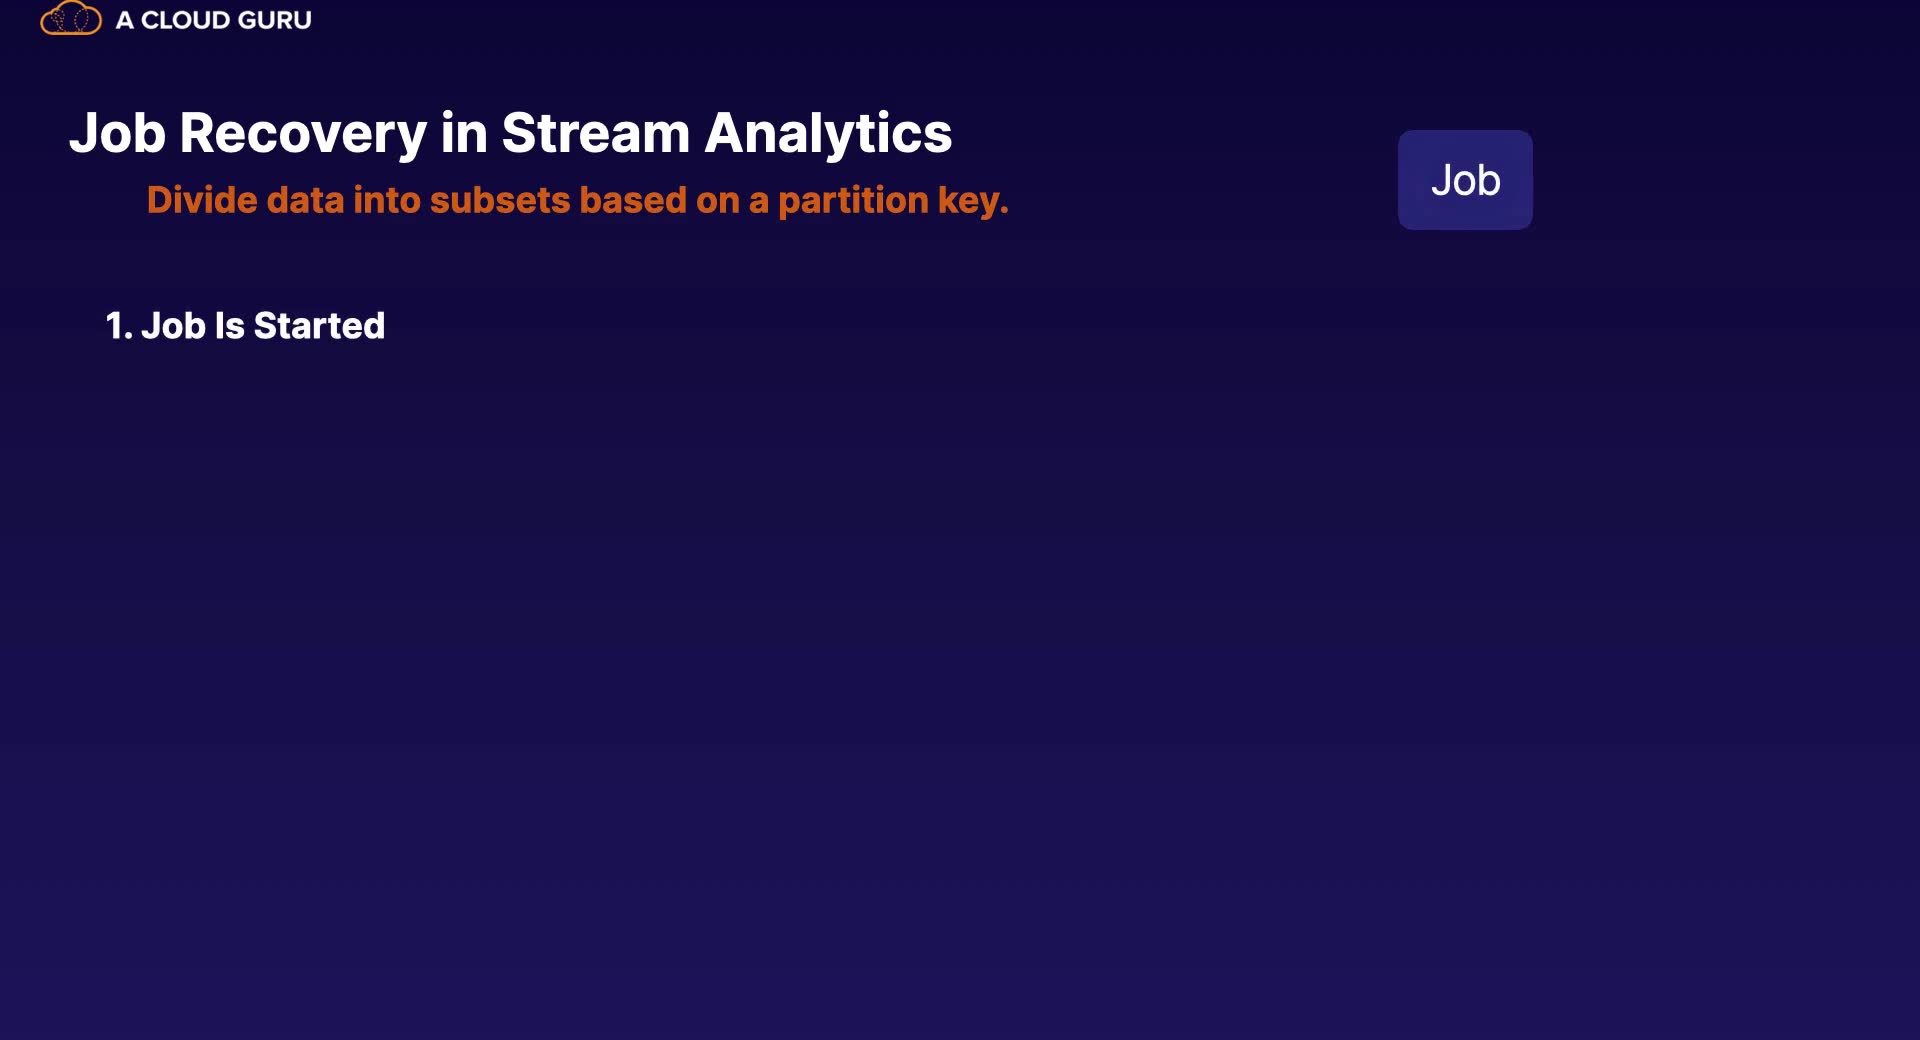 A CLOUD GURU
Job Recovery in Stream Analytics
Divide data into subsets based on a partition key.
Job
1. Job Is Started